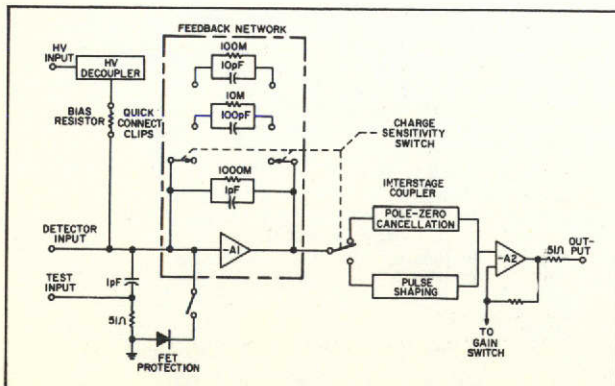 FEEDBACK NETWORK
HV
INPUT
HV
DECOUPLER
100M
10pF
10M
100pF
BIAS
RESISTOR
QUICK
CONNECT
CLIPS
CHARGE
SENSITIVITY
SWITCH
1000M
1pF
INTERSTAGE
COUPLER
POLE-ZERO
CANCELLATION
DETECTOR
INPUT
-A1
-A2
51Ω
OUT-
PUT
TEST
INPUT
1pF
51Ω
PULSE
SHAPING
FET
PROTECTION
TO
GAIN
SWITCH